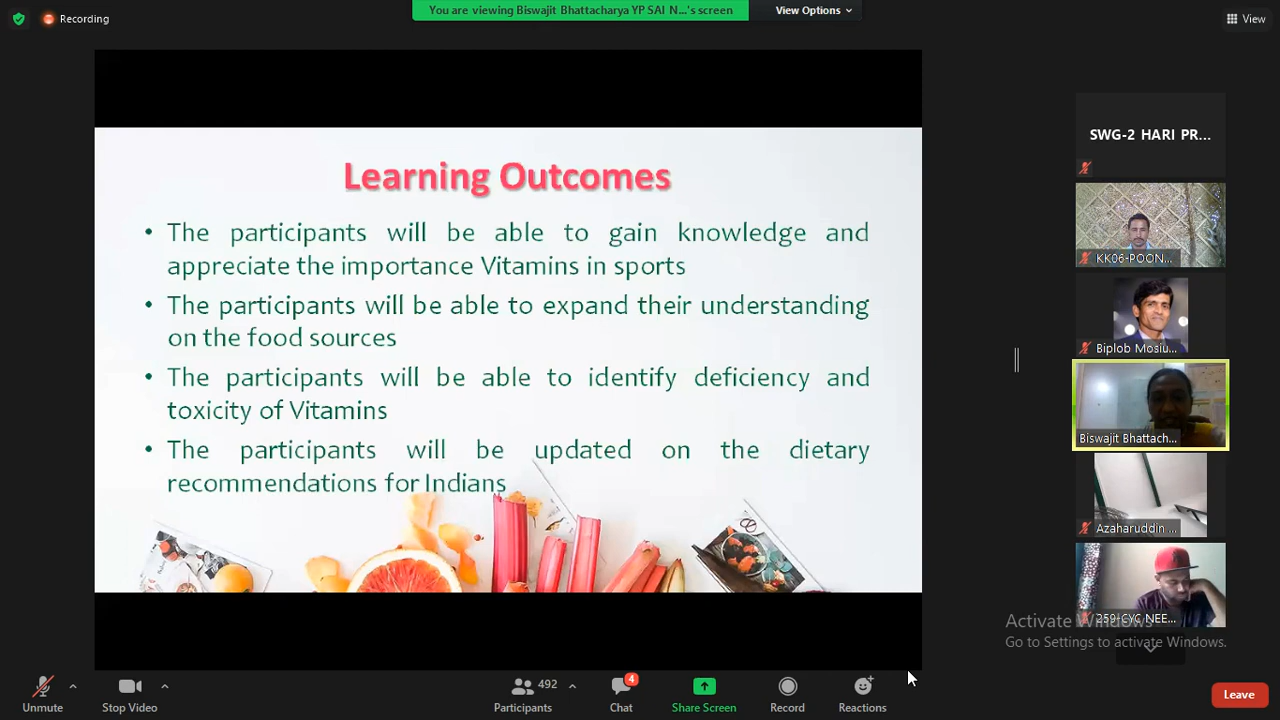 Recording
You are viewing Biswajit Bhattacharya YP SAI N...'s screen
View Options
View
Learning Outcomes
• The participants will be able to gain knowledge and
appreciate the importance Vitamins in sports
• The participants will be able to expand their understanding
on the food sources
• The participants will be able to identify deficiency and
toxicity of Vitamins
• The participants will be updated on the dietary
recommendations for Indians
SWG-2 HARI PR...
KK06-POON...
Biplob Mosiu...
Biswajit Bhattach...
Azaharuddin ...
259-CYC NEE...
Activate Windows
Go to Settings to activate Windows.
Unmute
Stop Video
492
Participants
4
Chat
Share Screen
Record
Reactions
Leave